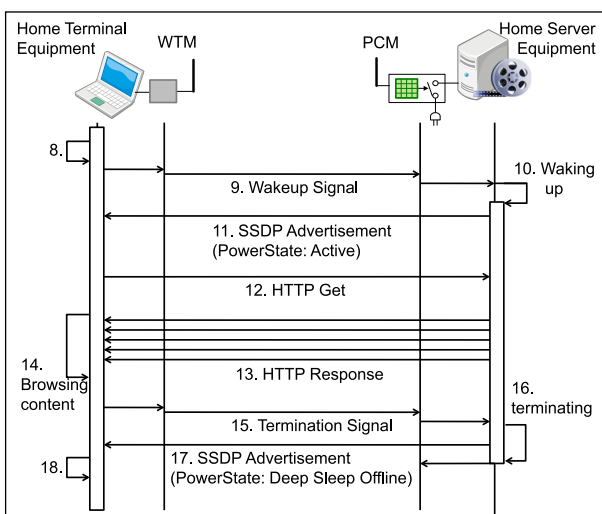 Home Terminal
Equipment
WTM
PCM
Home Server
Equipment
8.
9. Wakeup Signal
10. Waking
up
11. SSDP Advertisement
(PowerState: Active)
12. HTTP Get
13. HTTP Response
14.
Browsing
content
15. Termination Signal
16.
terminating
17. SSDP Advertisement
(PowerState: Deep Sleep Offline)
18.